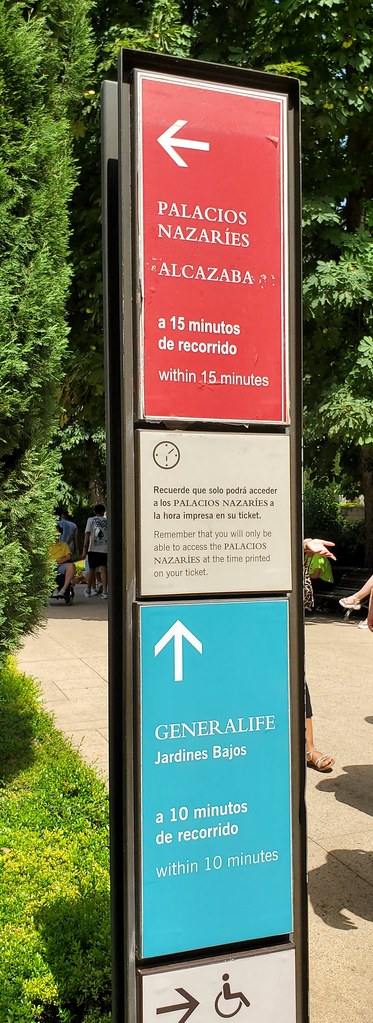 PALACIOS
NAZARÍES
ALCAZABA
a 15 minutos
de recorrido
within 15 minutes
Recuerde que solo podrá acceder
a los PALACIOS NAZARÍES a
la hora impresa en su ticket.
Remember that you will only be
able to access the PALACIOS
NAZARÍES at the time printed
on your ticket.
GENERALIFE
Jardines Bajos
a 10 minutos
de recorrido
within 10 minutes